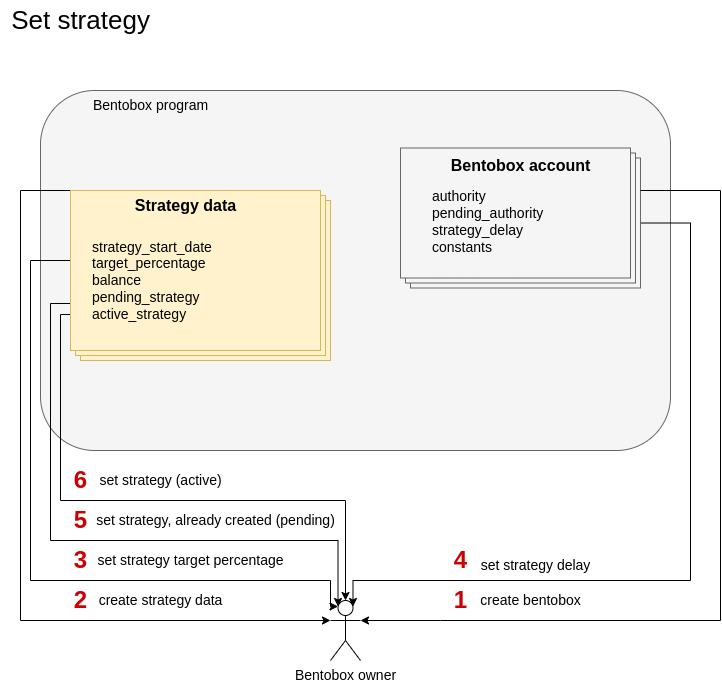 Set strategy
Bentobox program
Bentobox account
authority
pending_authority
strategy_delay
constants
Strategy data
strategy_start_date
target_percentage
balance
pending_strategy
active_strategy
6 set strategy (active)
5 set strategy, already created (pending)
3 set strategy target percentage
4 set strategy delay
2 create strategy data
1 create bentobox
Bentobox owner